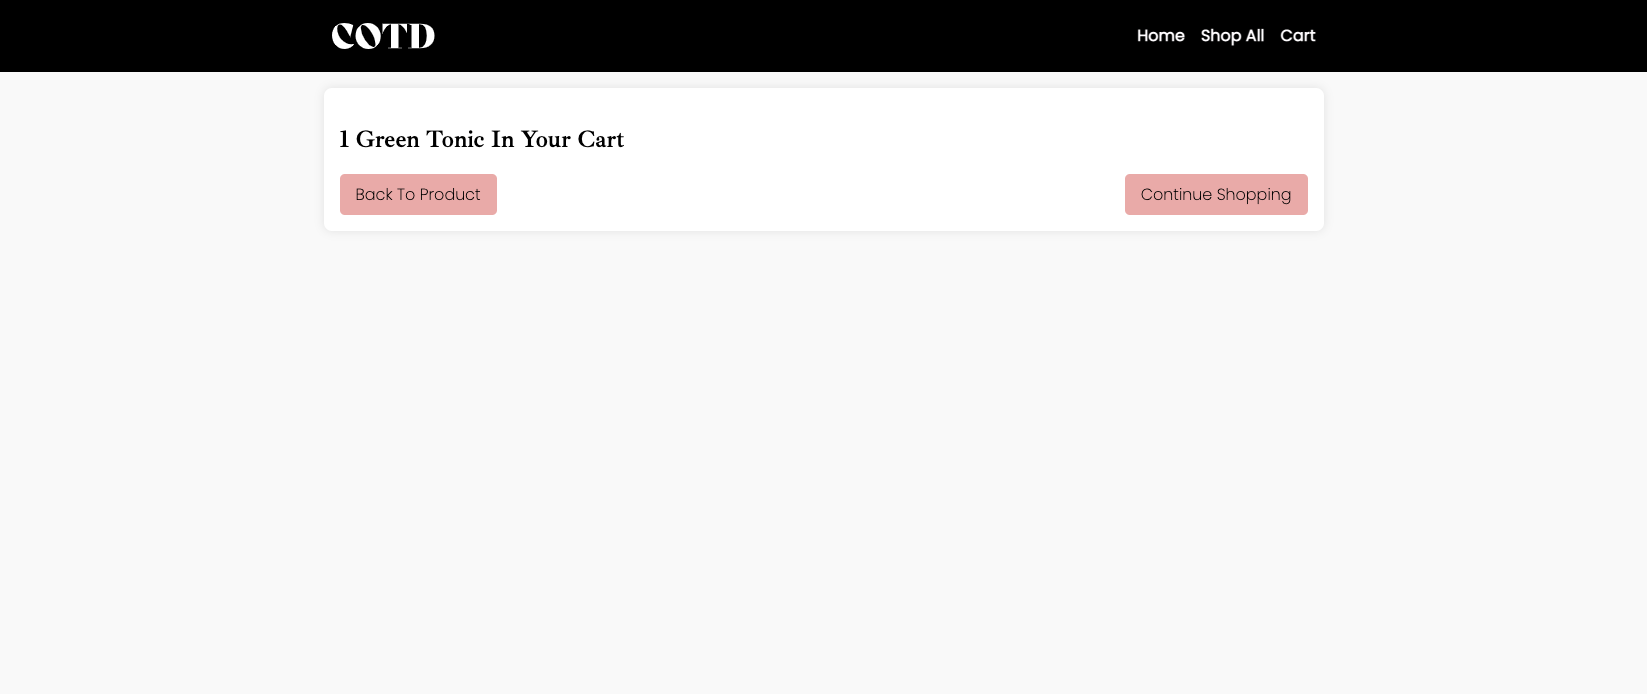 COTD
Home Shop All Cart
1 Green Tonic In Your Cart
Back To Product Continue Shopping